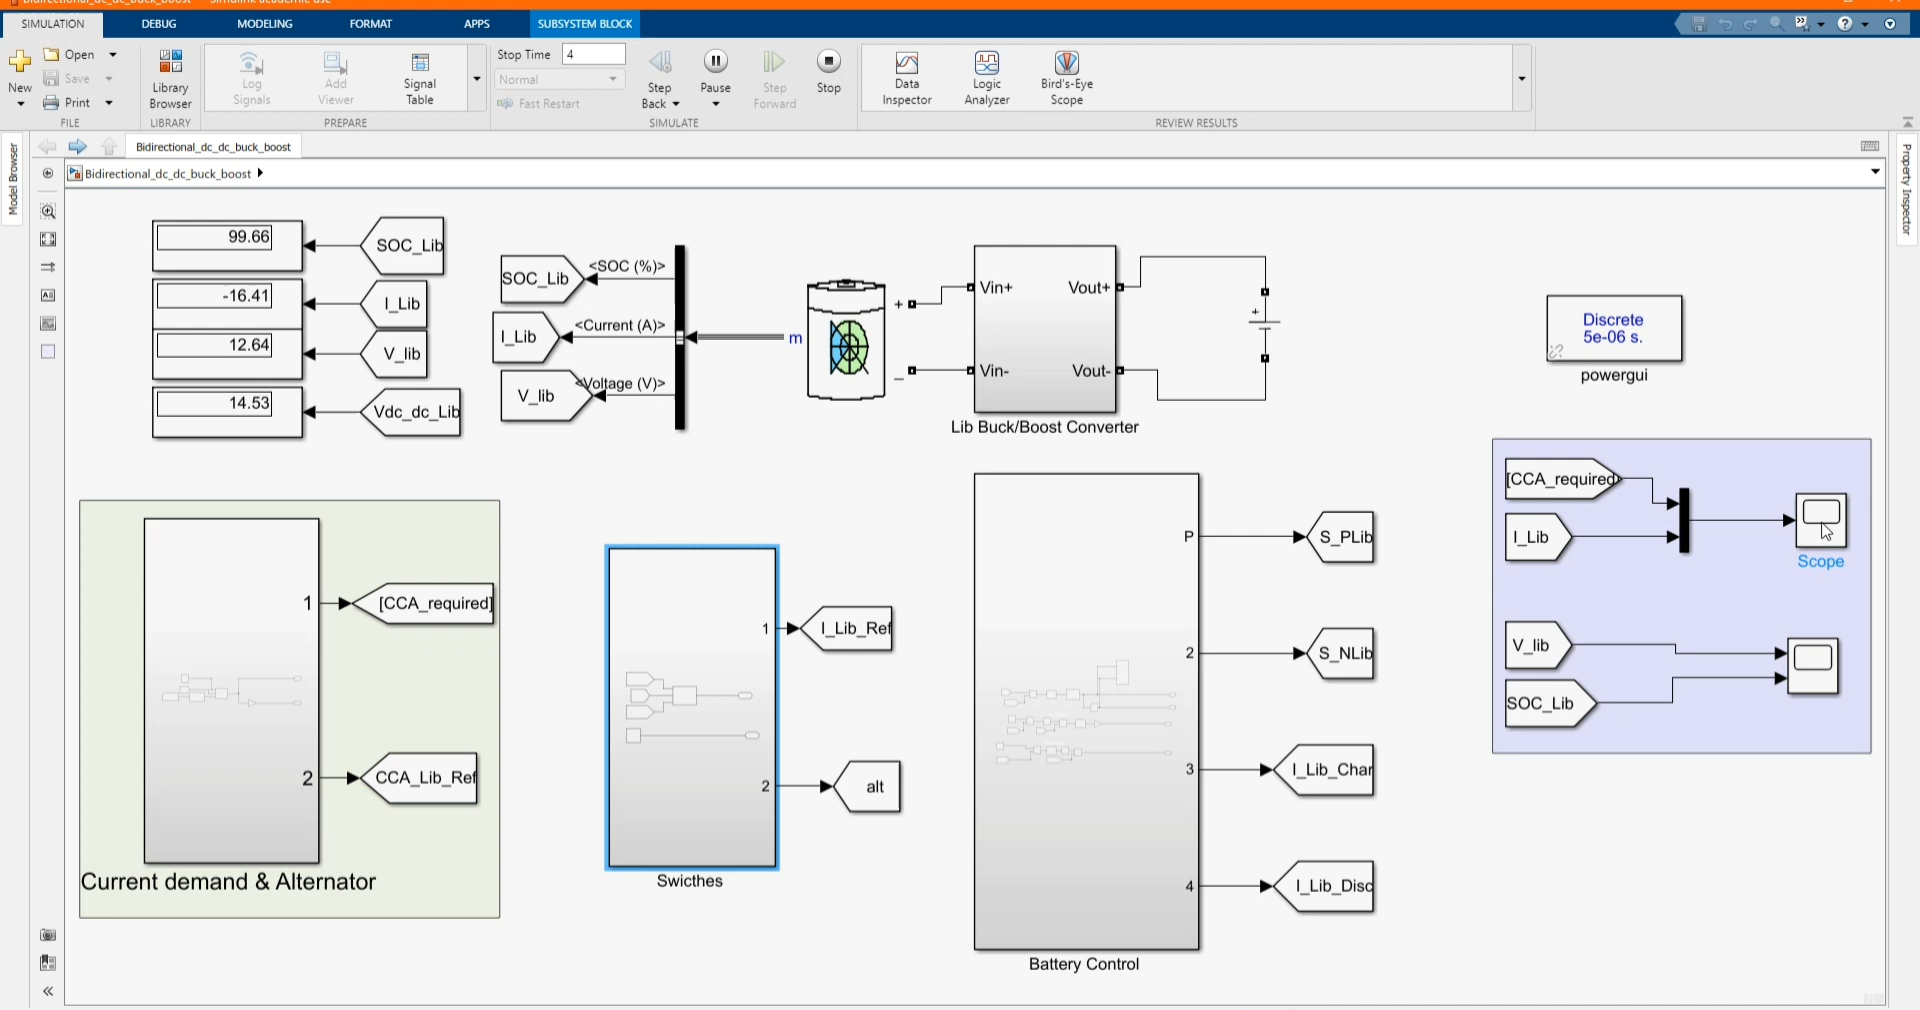 Bidirectional_dc_dc_buck_boost - Simulink academic use
SIMULATION DEBUG MODELING FORMAT APPS SUBSYSTEM BLOCK
New
Open
Save
Print
FILE
Library
Browser
LIBRARY
Log
Signals
Add
Viewer
Signal
Table
PREPARE
Stop Time 4
Normal
Fast Restart
Step
Back
Pause
Step
Forward
Stop
SIMULATE
Data
Inspector
Logic
Analyzer
Bird's-Eye
Scope
REVIEW RESULTS
Model Browser
Property Inspector
Bidirectional_dc_dc_buck_boost
Bidirectional_dc_dc_buck_boost
99.66
SOC_Lib
-16.41
I_Lib
12.64
V_lib
14.53
Vdc_dc_Lib
SOC_Lib
<SOC (%)>
I_Lib
<Current (A)>
V_lib
<Voltage (V)>
m
+
_
Vin+
Vout+
Vin-
Vout-
Lib Buck/Boost Converter
+
Discrete
5e-06 s.
powergui
1
[CCA_required]
2
CCA_Lib_Ref
Current demand & Alternator
1
I_Lib_Ref
2
alt
Swicthes
P
S_PLib
2
S_NLib
3
I_Lib_Char
4
I_Lib_Disc
Battery Control
[CCA_required]
I_Lib
Scope
V_lib
SOC_Lib